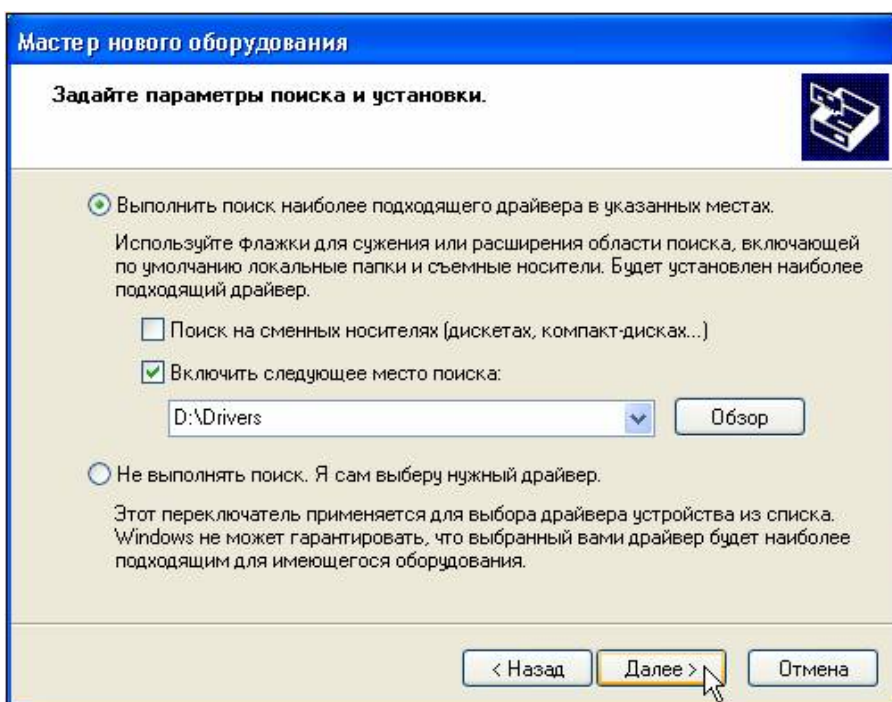 Мастер нового оборудования
Задайте параметры поиска и установки.
Выполнить поиск наиболее подходящего драйвера в указанных местах.
Используйте флажки для сужения или расширения области поиска, включающей
по умолчанию локальные папки и съемные носители. Будет установлен наиболее
подходящий драйвер.
Поиск на сменных носителях (дискетах, компакт-дисках...)
Включить следующее место поиска:
D:\Drivers
Обзор
Не выполнять поиск. Я сам выберу нужный драйвер.
Этот переключатель применяется для выбора драйвера устройства из списка.
Windows не может гарантировать, что выбранный вами драйвер будет наиболее
подходящим для имеющегося оборудования.
< Назад
Далее >
Отмена